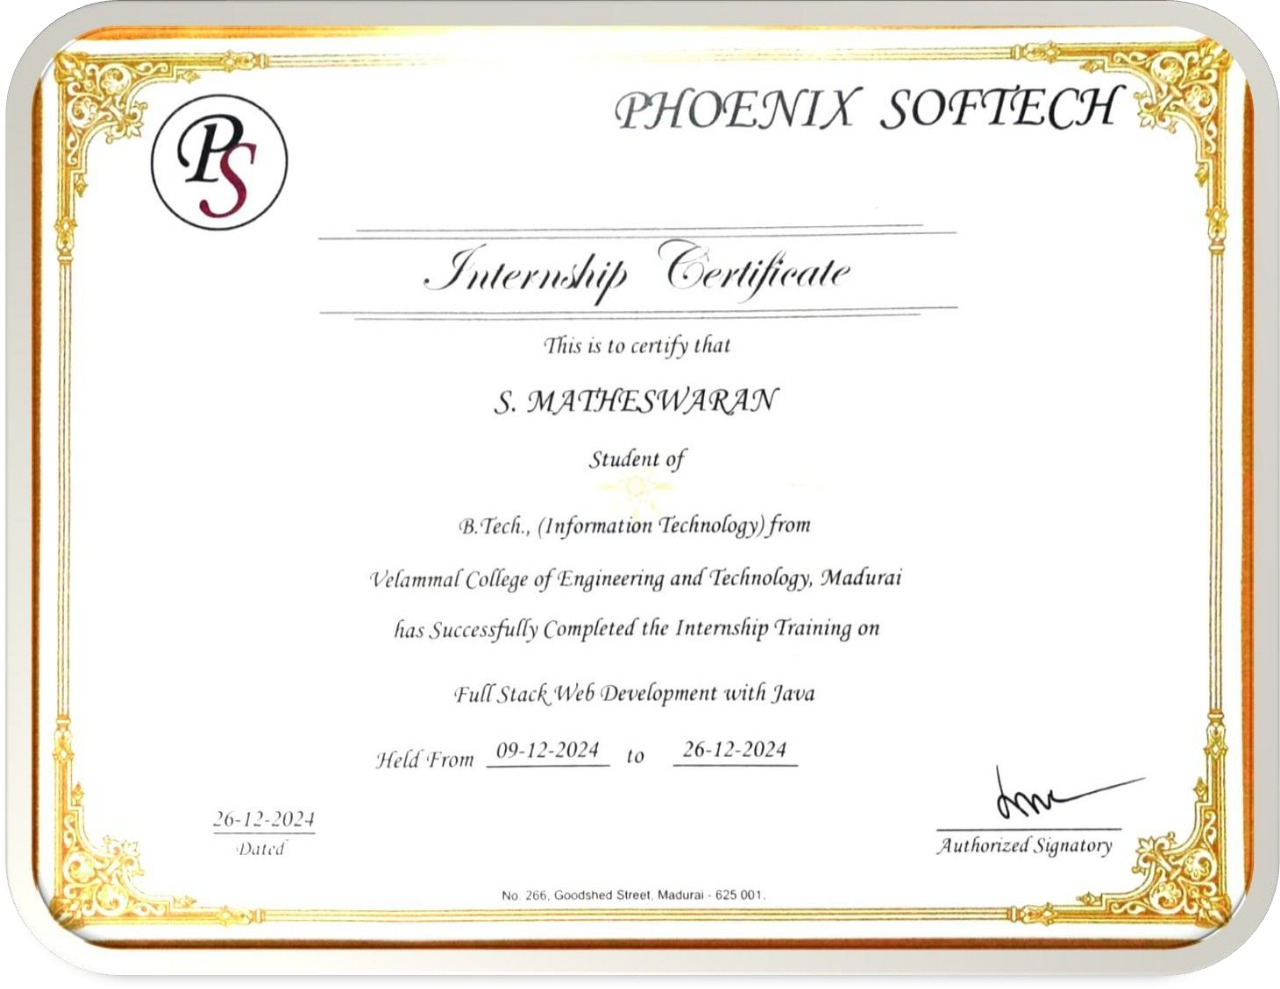 PS
PHOENIX SOFTECH
Internship Certificate
This is to certify that
S. MATHESWARAN
Student of
B.Tech., (Information Technology) from
Velammal College of Engineering and Technology, Madurai
has Successfully Completed the Internship Training on
Full Stack Web Development with Java
Held From 09-12-2024 to 26-12-2024
26-12-2024
Dated
Authorized Signatory
No. 266, Goodshed Street, Madurai - 625 001.